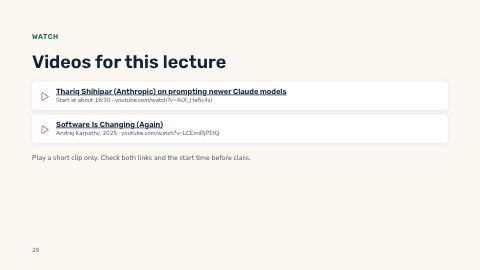 WATCH
Videos for this lecture
Thariq Shihipar (Anthropic) on prompting newer Claude models
Start at about 16:30 · youtube.com/watch?v=4sX_He5c4sI
Software Is Changing (Again)
Andrej Karpathy, 2025 · youtube.com/watch?v=LCEmiRjPEtQ
Play a short clip only. Check both links and the start time before class.
29